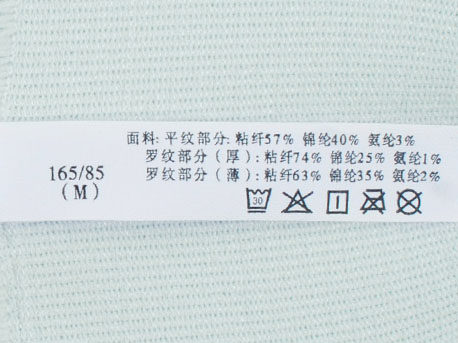 面料:平纹部分:粘纤57% 锦纶40% 氨纶3%
罗纹部分(厚):粘纤74% 锦纶25% 氨纶1%
罗纹部分(薄):粘纤63% 锦纶35% 氨纶2%
165/85
(M)
30